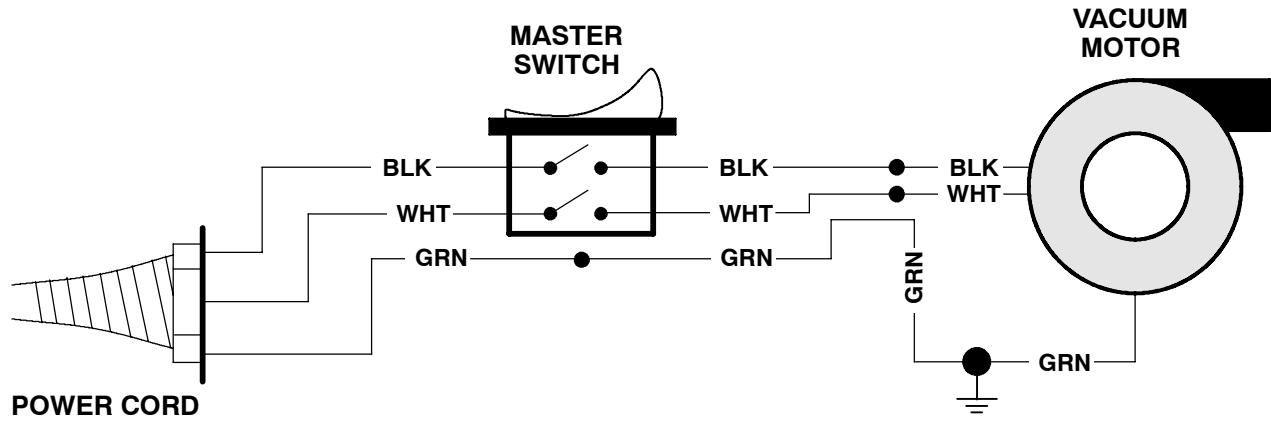 VACUUM
MOTOR
MASTER
SWITCH
BLK
BLK
BLK
WHT
WHT
WHT
GRN
GRN
GRN
GRN
POWER CORD